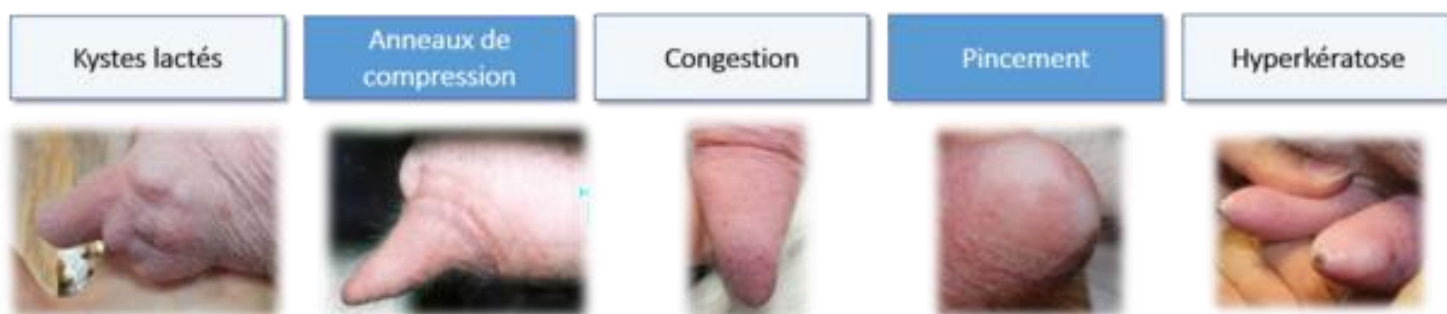 Kystes lactés
Anneaux de
compression
Congestion
Pincement
Hyperkératose